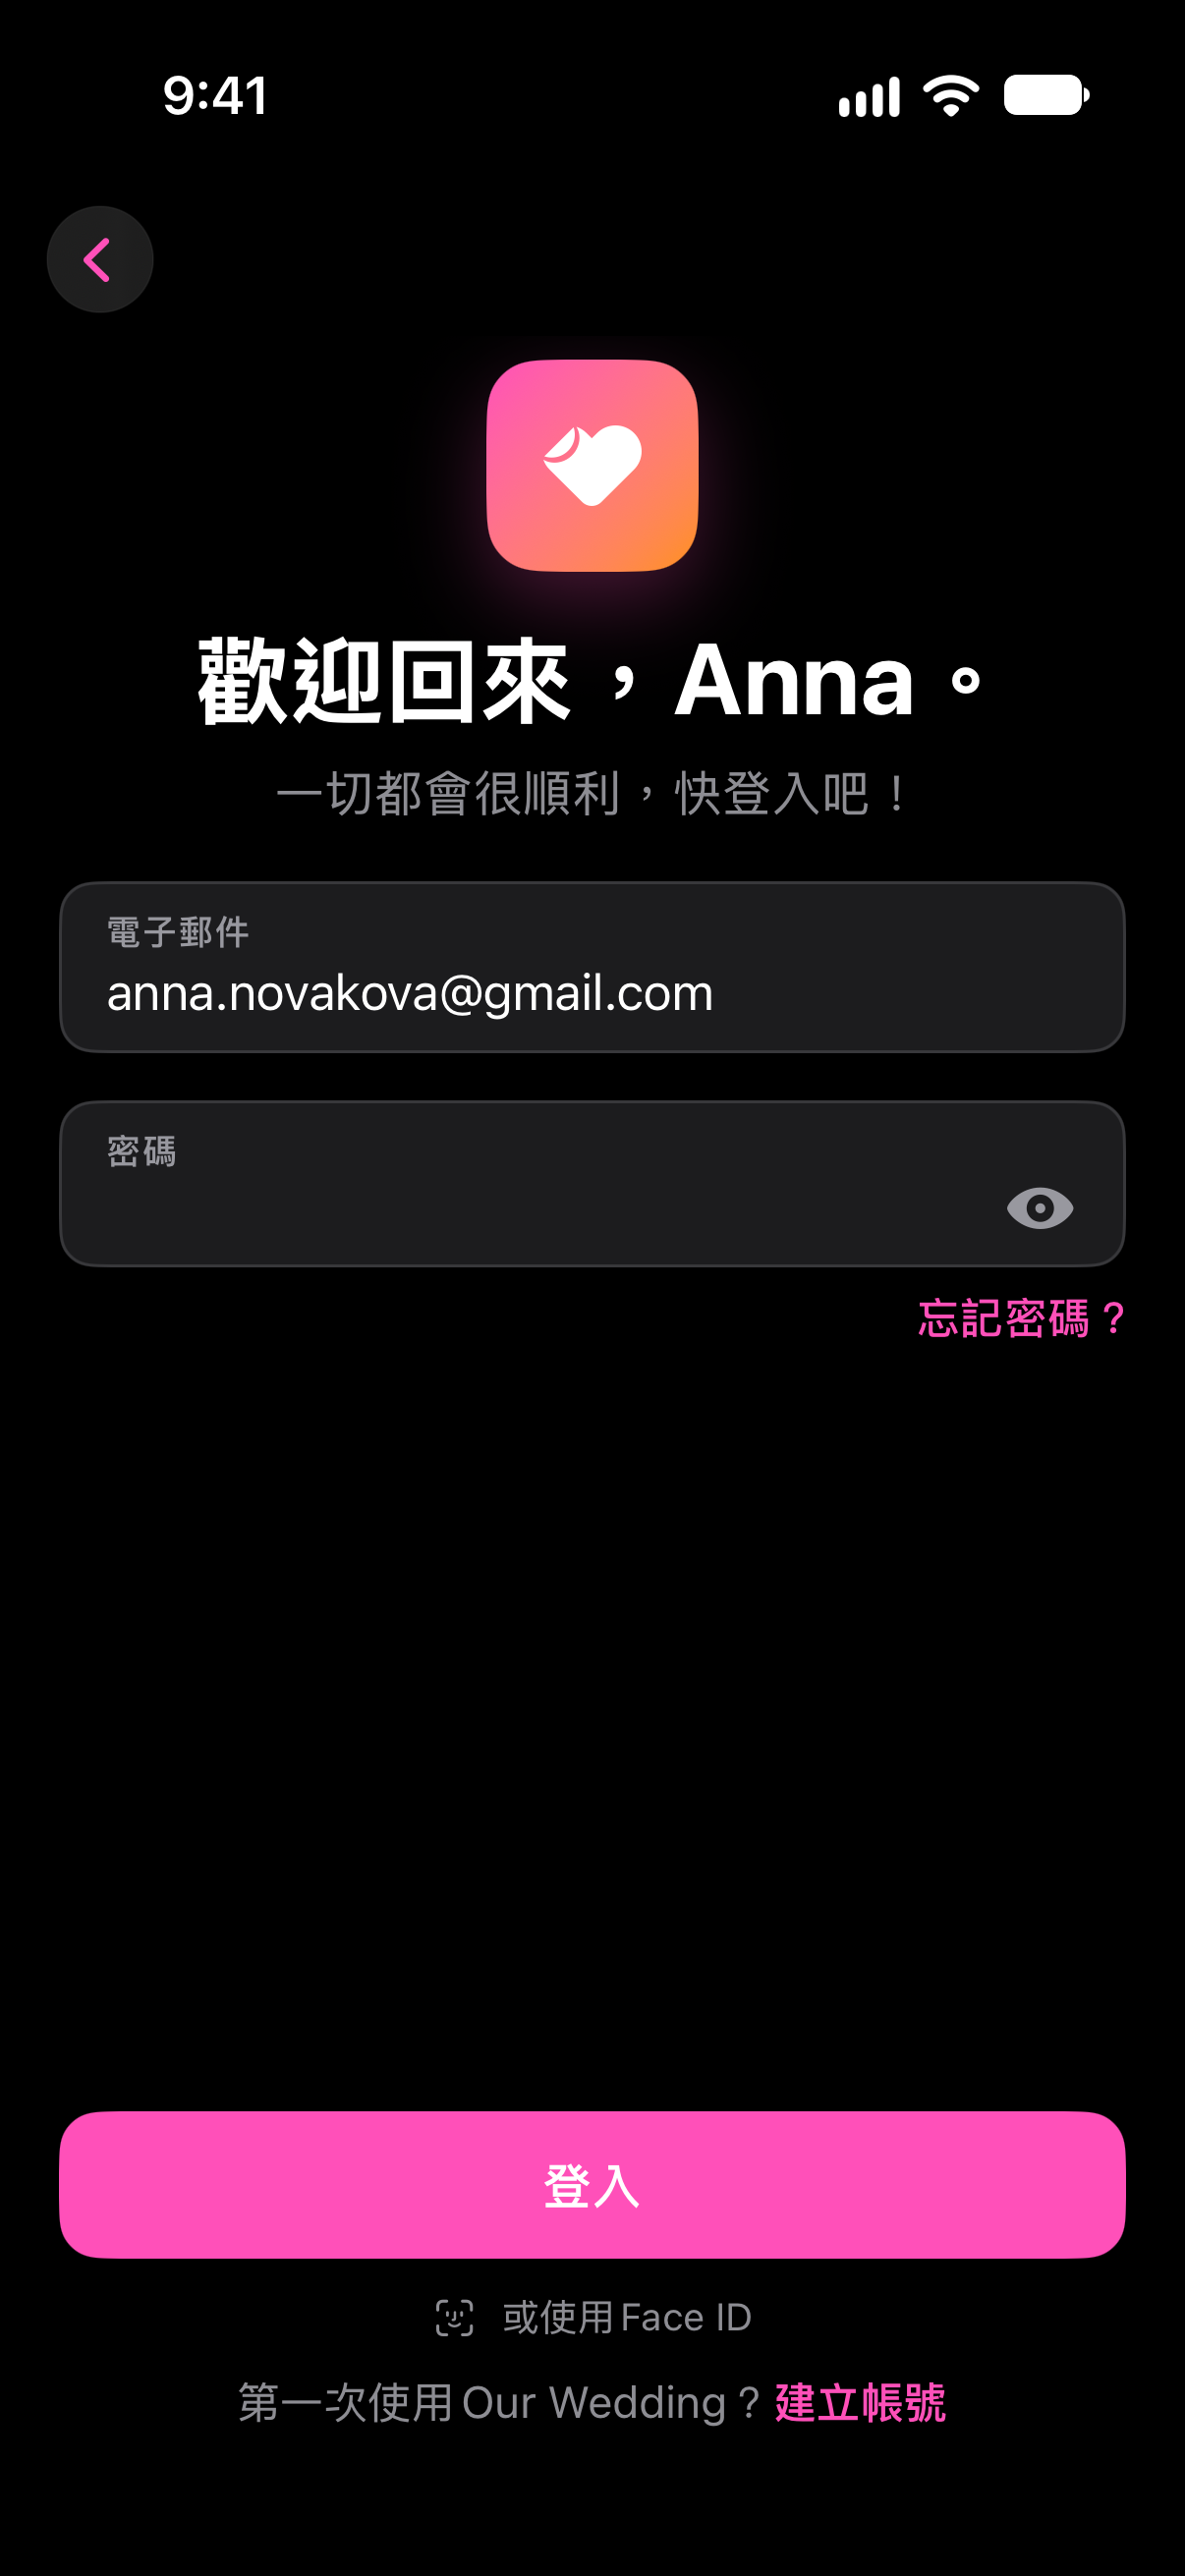 9:41
歡迎回來，Anna。
一切都會很順利，快登入吧！
電子郵件
anna.novakova@gmail.com
密碼
忘記密碼？
登入
或使用 Face ID
第一次使用 Our Wedding？建立帳號